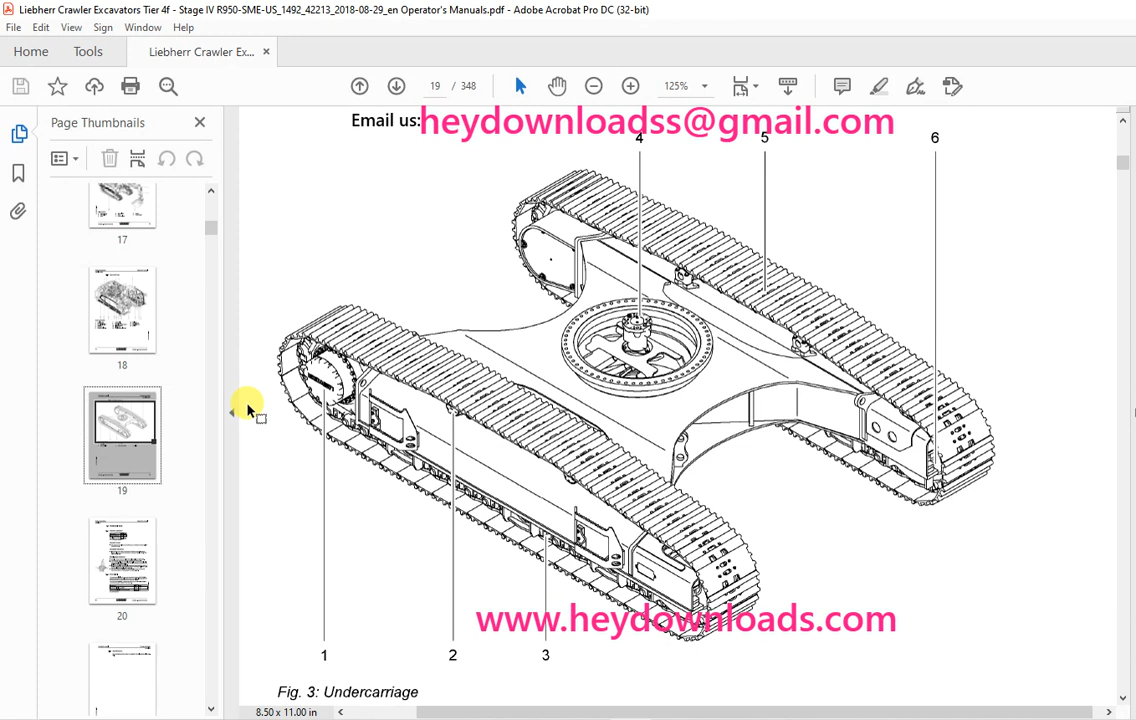 Liebherr Crawler Excavators Tier 4f - Stage IV R950-SME-US_1492_42213_2018-08-29_en Operator's Manuals.pdf - Adobe Acrobat Pro DC (32-bit)
File Edit View Sign Window Help
Home Tools Liebherr Crawler Ex... ×
19 / 348 125%
Page Thumbnails
17
18
19
20
Email us:heydownloadss@gmail.com
4 5 6
www.heydownloads.com
1 2 3
Fig. 3: Undercarriage
8.50 x 11.00 in